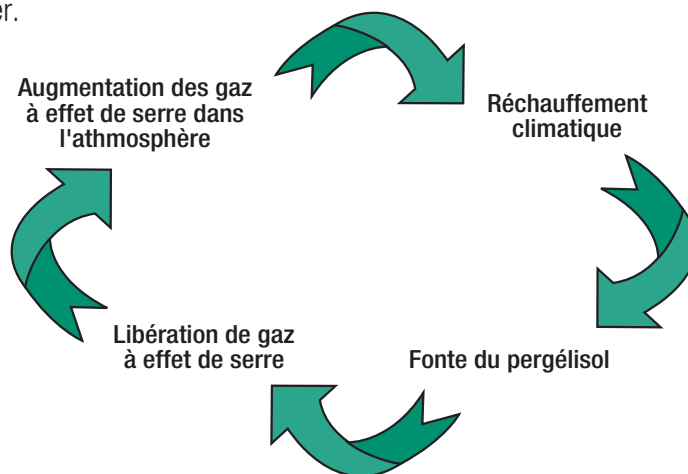 er.
Augmentation des gaz
à effet de serre dans
l'athmosphère
Réchauffement
climatique
Libération de gaz
à effet de serre
Fonte du pergélisol